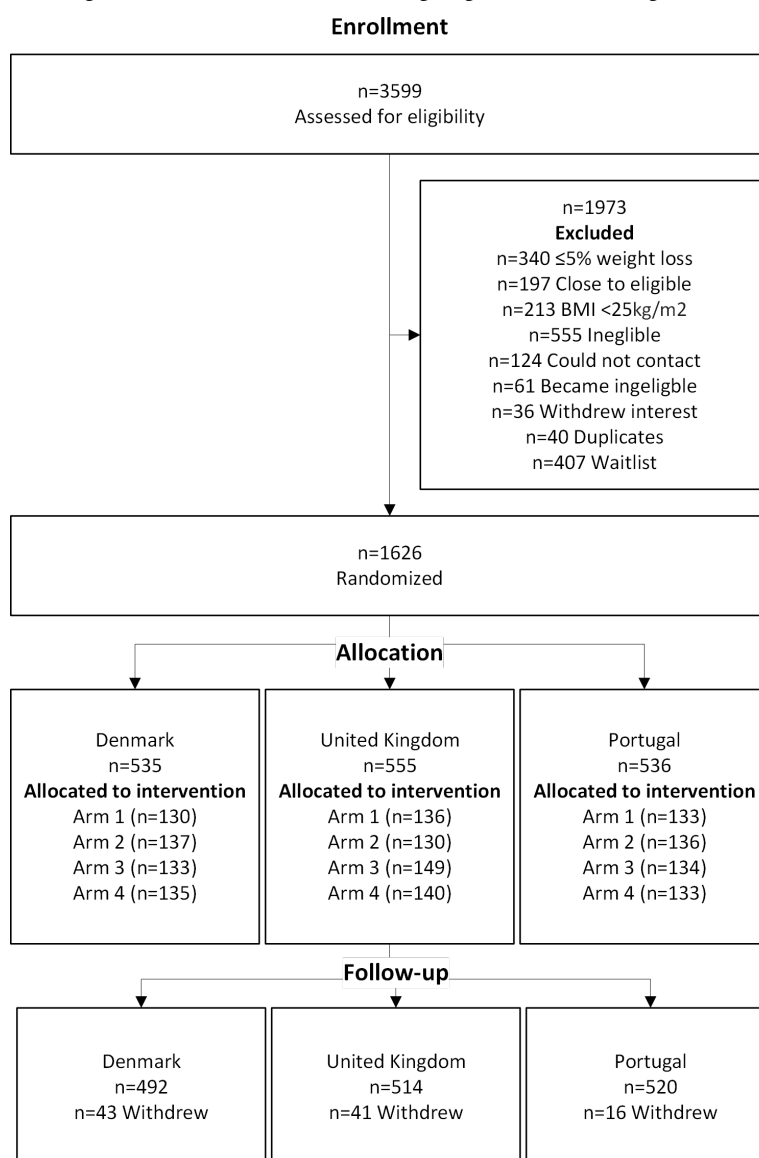 Enrollment
n=3599
Assessed for eligibility
n=1973
Excluded
n=340 ≤5% weight loss
n=197 Close to eligible
n=213 BMI <25kg/m2
n=555 Ineglible
n=124 Could not contact
n=61 Became ingeligble
n=36 Withdrew interest
n=40 Duplicates
n=407 Waitlist
n=1626
Randomized
Allocation
Denmark
n=535
Allocated to intervention
Arm 1 (n=130)
Arm 2 (n=137)
Arm 3 (n=133)
Arm 4 (n=135)
United Kingdom
n=555
Allocated to intervention
Arm 1 (n=136)
Arm 2 (n=130)
Arm 3 (n=149)
Arm 4 (n=140)
Portugal
n=536
Allocated to intervention
Arm 1 (n=133)
Arm 2 (n=136)
Arm 3 (n=134)
Arm 4 (n=133)
Follow-up
Denmark
n=492
n=43 Withdrew
United Kingdom
n=514
n=41 Withdrew
Portugal
n=520
n=16 Withdrew